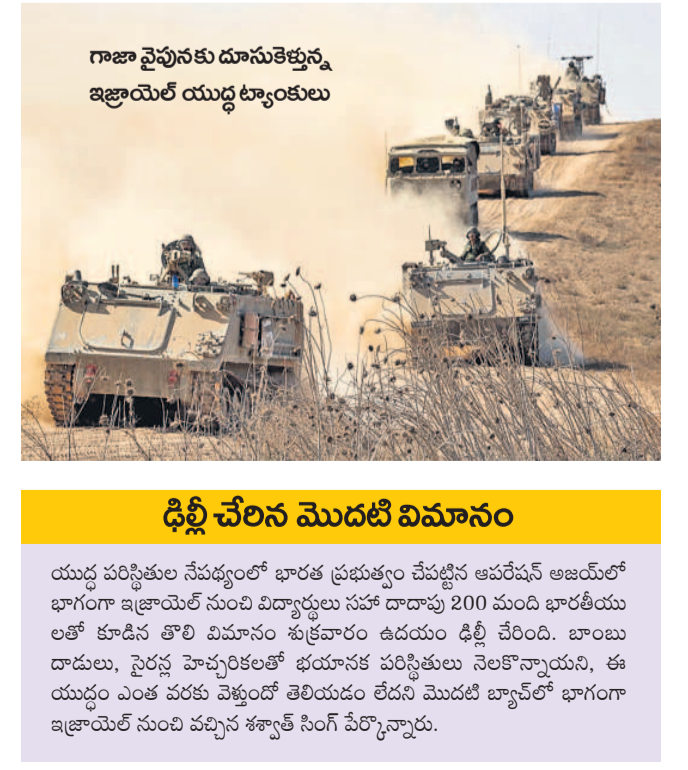 గాజా వైపునకు దూసుకెళ్తున్న
ఇజ్రాయెల్ యుద్ధ ట్యాంకులు
ఢిల్లీ చేరిన మొదటి విమానం
యుద్ధ పరిస్థితుల నేపథ్యంలో భారత ప్రభుత్వం చేపట్టిన ఆపరేషన్ అజయ్‌లో
భాగంగా ఇజ్రాయెల్ నుంచి విద్యార్థులు సహా దాదాపు 200 మంది భారతీయు
లతో కూడిన తొలి విమానం శుక్రవారం ఉదయం ఢిల్లీ చేరింది. బాంబు
దాడులు, సైరన్ల హెచ్చరికలతో భయానక పరిస్థితులు నెలకొన్నాయని, ఈ
యుద్ధం ఎంత వరకు వెళ్తుందో తెలియడం లేదని మొదటి బ్యాచ్‌లో భాగంగా
ఇజ్రాయెల్ నుంచి వచ్చిన శశ్వాత్ సింగ్ పేర్కొన్నారు.